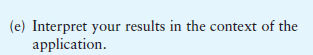 (e) Interpret your results in the context of the
application.